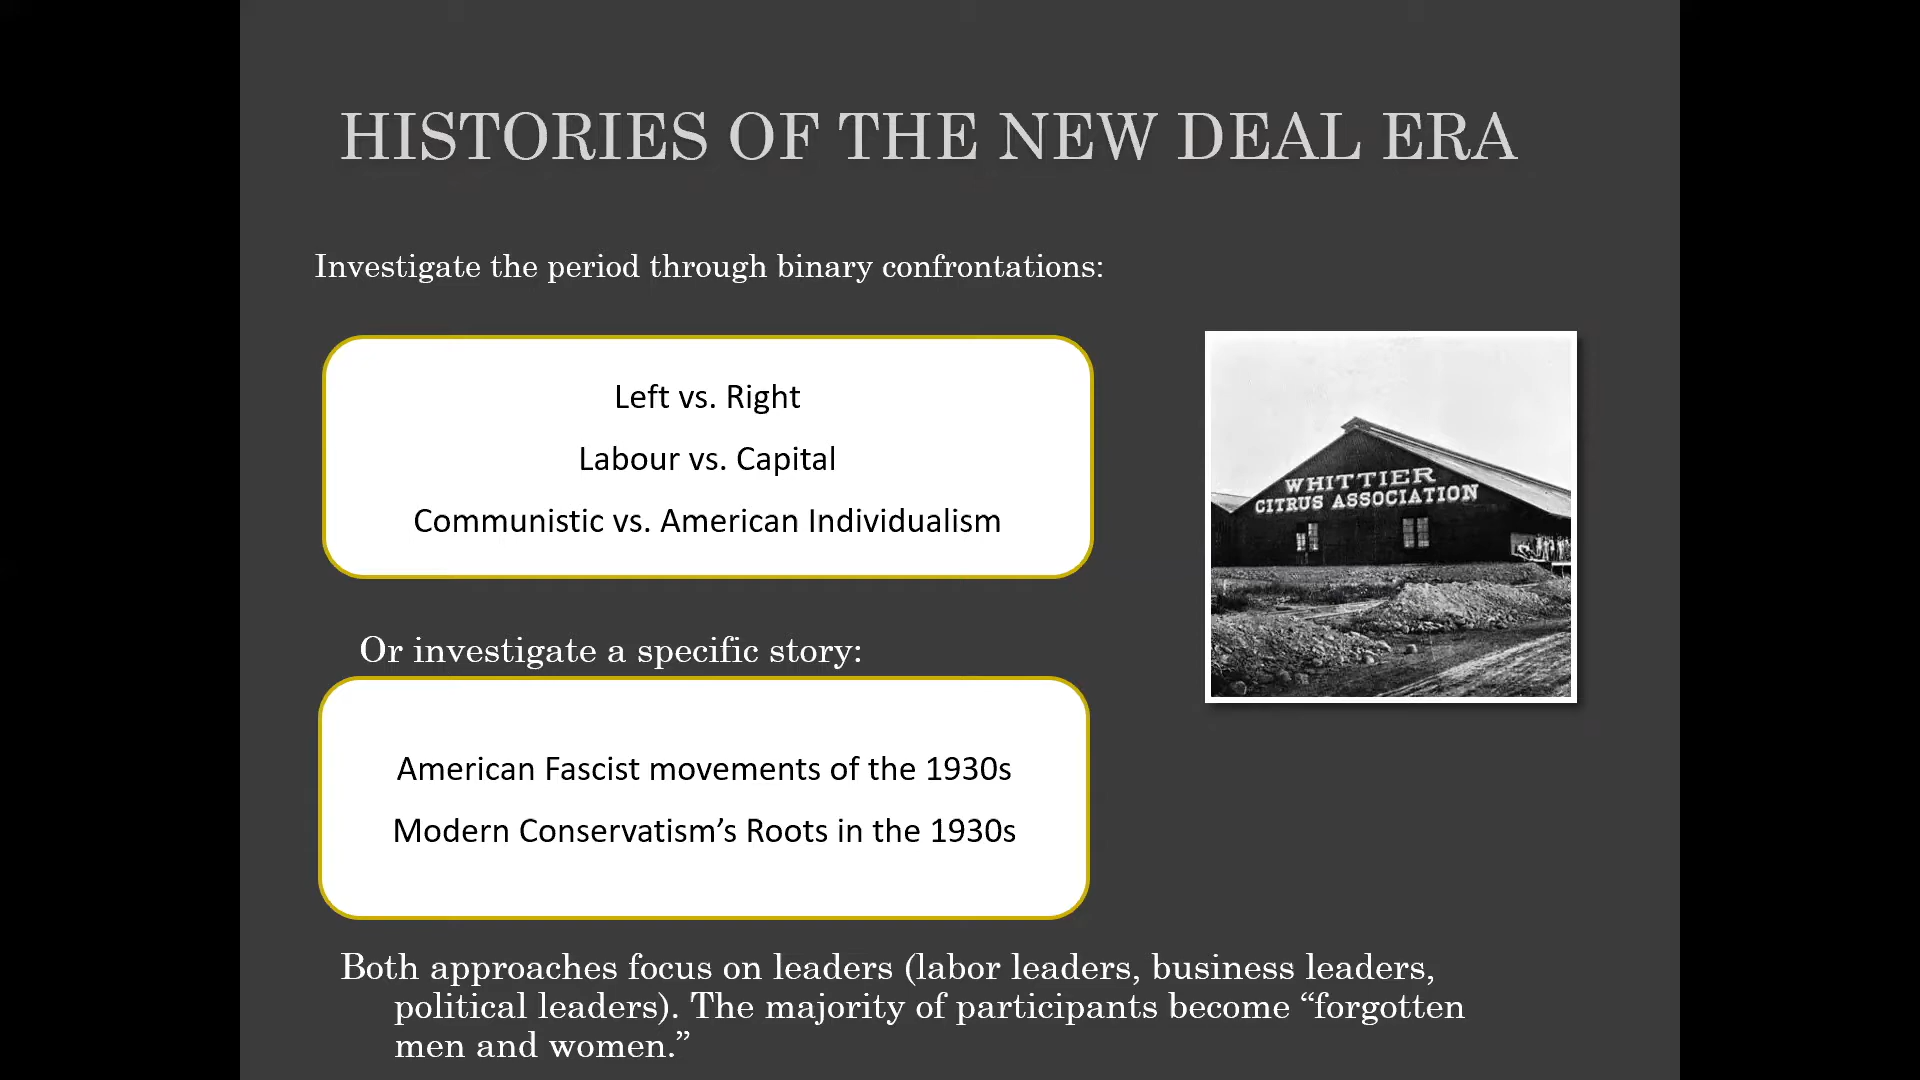 HISTORIES OF THE NEW DEAL ERA
Investigate the period through binary confrontations:
Left vs. Right
Labour vs. Capital
Communistic vs. American Individualism
WHITTIER
CITRUS ASSOCIATION
Or investigate a specific story:
American Fascist movements of the 1930s
Modern Conservatism’s Roots in the 1930s
Both approaches focus on leaders (labor leaders, business leaders,
political leaders). The majority of participants become “forgotten
men and women.”